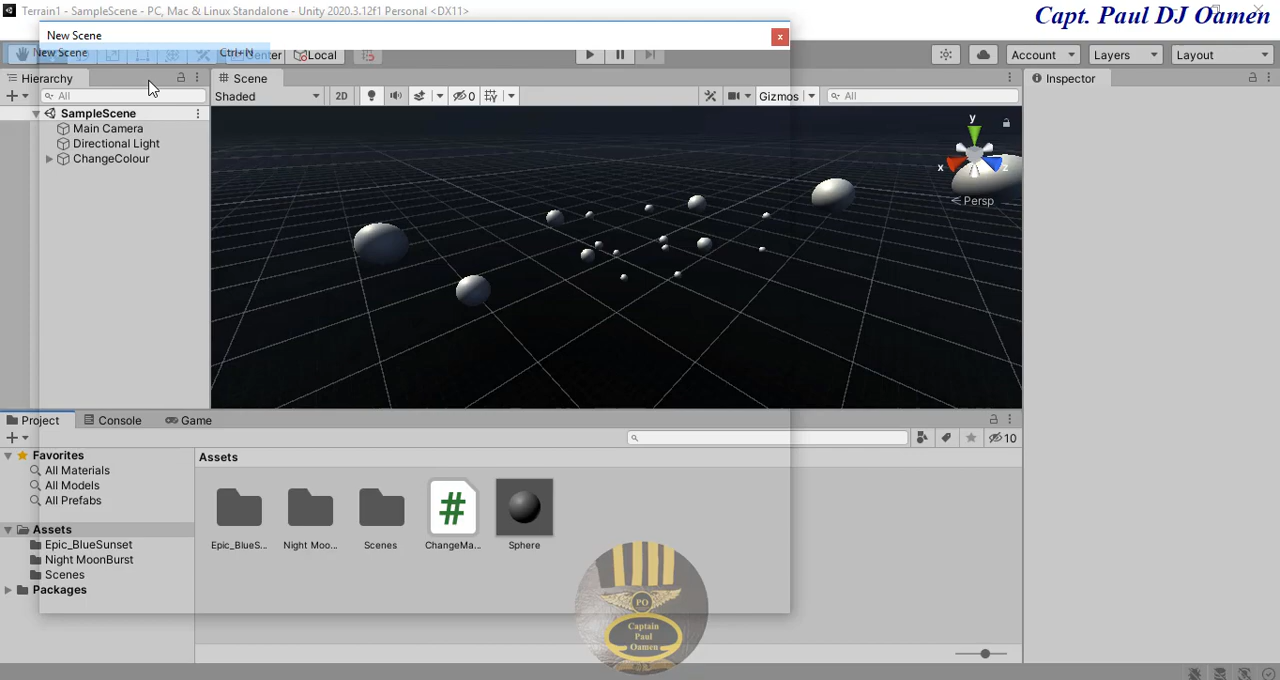 Terrain1 - SampleScene - PC, Mac & Linux Standalone - Unity 2020.3.12f1 Personal <DX11>
Capt. Paul DJ Oamen
New Scene
New Scene Ctrl+N
Center Local Account Layers Layout
Hierarchy Scene Inspector
All Shaded 2D 0 Gizmos All
SampleScene
Main Camera
Directional Light
ChangeColour
y
x z
Persp
Project Console Game
10
Favorites
All Materials
All Models
All Prefabs
Assets
Epic_BlueSunset
Night MoonBurst
Scenes
Packages
Assets
#
Epic_BlueS... Night Moo... Scenes ChangeMa... Sphere
PO
Captain
Paul
Oamen